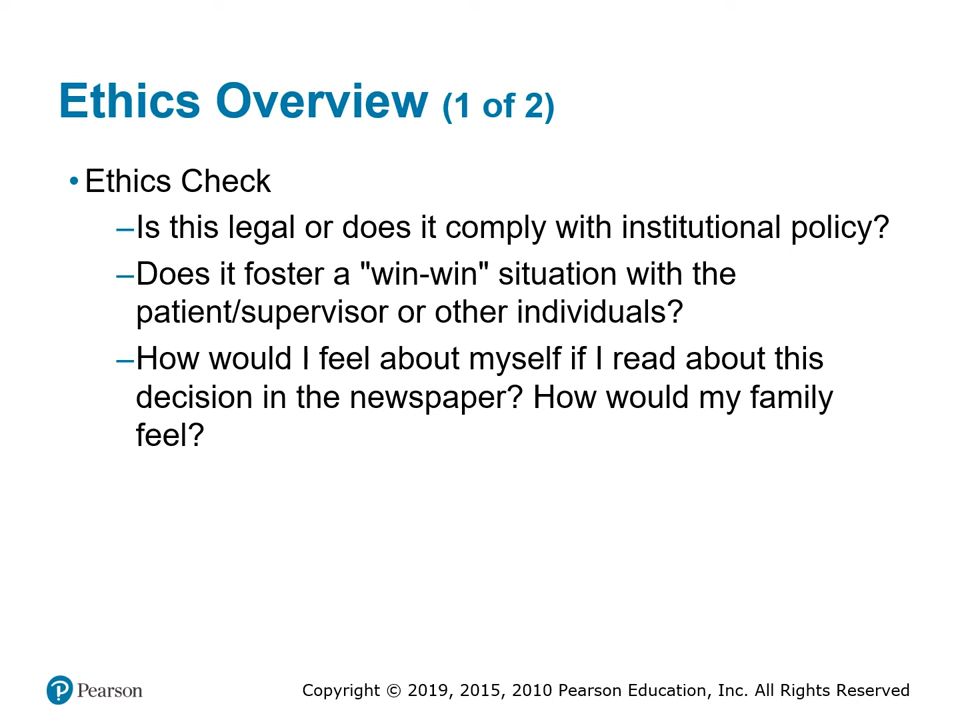 Ethics Overview (1 of 2)
• Ethics Check
–Is this legal or does it comply with institutional policy?
–Does it foster a "win-win" situation with the
patient/supervisor or other individuals?
–How would I feel about myself if I read about this
decision in the newspaper? How would my family
feel?
Pearson
Copyright © 2019, 2015, 2010 Pearson Education, Inc. All Rights Reserved